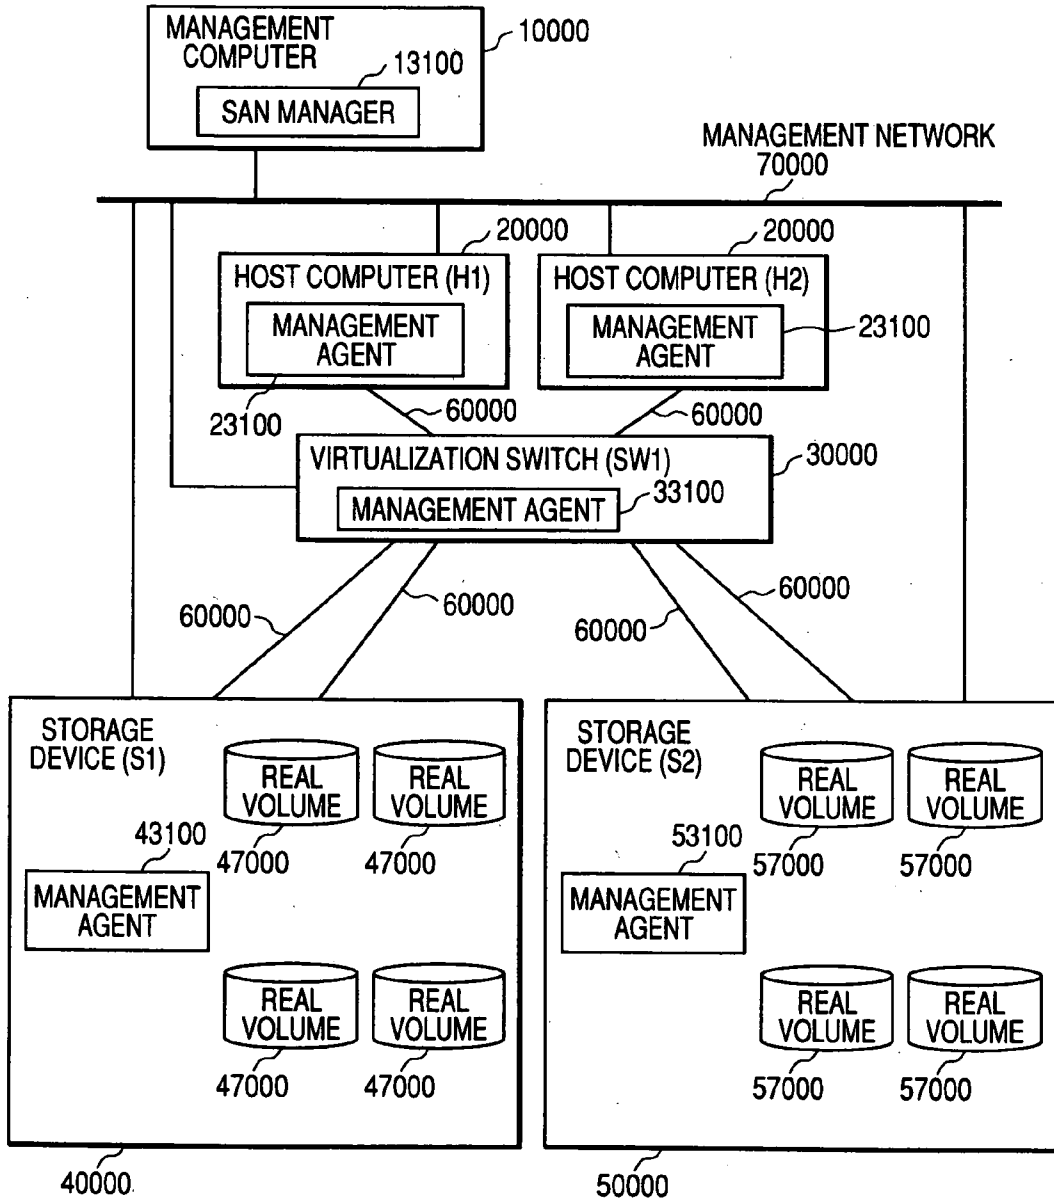 MANAGEMENT
COMPUTER
10000
13100
SAN MANAGER
MANAGEMENT NETWORK
70000
20000
20000
HOST COMPUTER (H1)
HOST COMPUTER (H2)
MANAGEMENT
AGENT
MANAGEMENT
AGENT
23100
23100
60000
60000
VIRTUALIZATION SWITCH (SW1)
30000
33100
MANAGEMENT AGENT
60000
60000
60000
60000
STORAGE
DEVICE (S1)
REAL
VOLUME
REAL
VOLUME
47000
47000
43100
MANAGEMENT
AGENT
REAL
VOLUME
REAL
VOLUME
47000
47000
40000
STORAGE
DEVICE (S2)
REAL
VOLUME
REAL
VOLUME
57000
57000
53100
MANAGEMENT
AGENT
REAL
VOLUME
REAL
VOLUME
57000
57000
50000